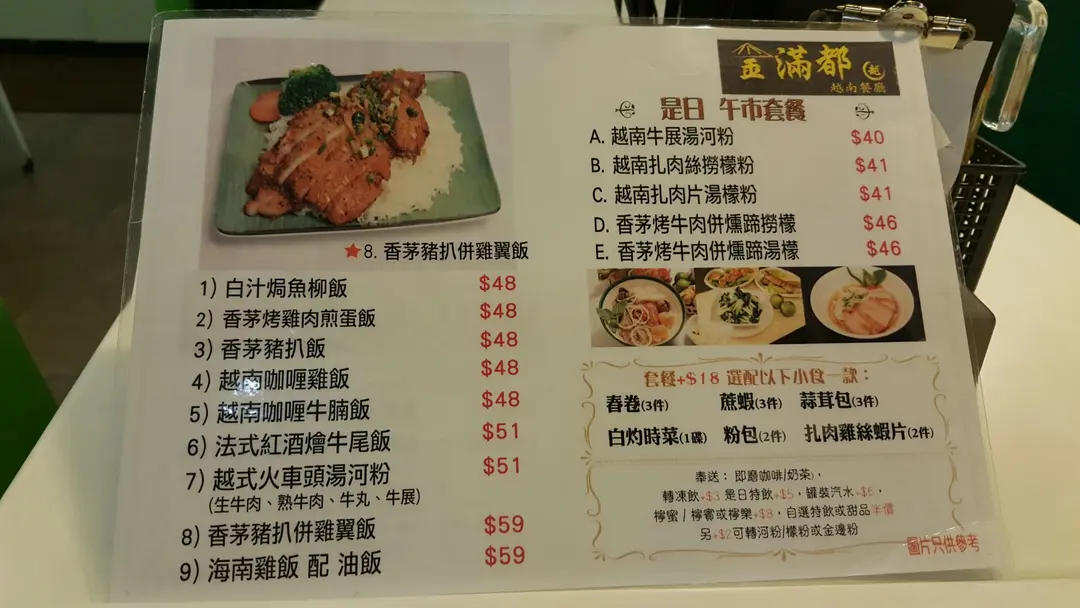 ★8. 香茅豬扒併雞翼飯
1) 白汁焗魚柳飯 $48
2) 香茅烤雞肉煎蛋飯 $48
3) 香茅豬扒飯 $48
4) 越南咖喱雞飯 $48
5) 越南咖喱牛腩飯 $48
6) 法式紅酒燴牛尾飯 $51
7) 越式火車頭湯河粉 $51
(生牛肉、熟牛肉、牛丸、牛展)
8) 香茅豬扒併雞翼飯 $59
9) 海南雞飯 配 油飯 $59
金滿都 越
越南餐廳
是日 午市套餐
A. 越南牛展湯河粉 $40
B. 越南扎肉絲撈檬粉 $41
C. 越南扎肉片湯檬粉 $41
D. 香茅烤牛肉併燻蹄撈檬 $46
E. 香茅烤牛肉併燻蹄湯檬 $46
套餐+$18 選配以下小食一款：
春卷(3件) 蔗蝦(3件) 蒜茸包(3件)
白灼時菜(1碟) 粉包(2件) 扎肉雞絲蝦片(2件)
奉送： 即磨咖啡/奶茶)，
轉凍飲+$3 是日特飲+$5，罐裝汽水+$6，
檸蜜 / 檸賓或檸樂+$8，自選特飲或甜品半價
另+$2可轉河粉/檬粉或金邊粉
圖片只供參考